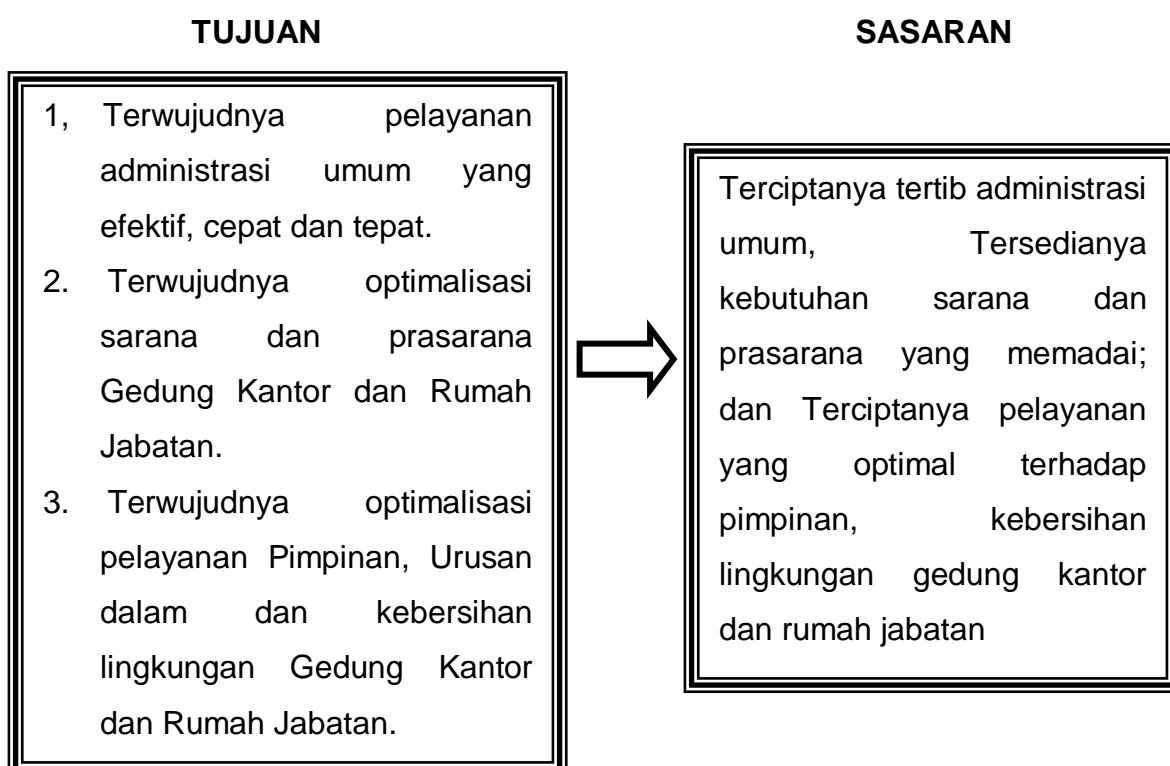 TUJUAN
SASARAN
1, Terwujudnya pelayanan
administrasi umum yang
efektif, cepat dan tepat.
2. Terwujudnya optimalisasi
sarana dan prasarana
Gedung Kantor dan Rumah
Jabatan.
3. Terwujudnya optimalisasi
pelayanan Pimpinan, Urusan
dalam dan kebersihan
lingkungan Gedung Kantor
dan Rumah Jabatan.
Terciptanya tertib administrasi
umum, Tersedianya
kebutuhan sarana dan
prasarana yang memadai;
dan Terciptanya pelayanan
yang optimal terhadap
pimpinan, kebersihan
lingkungan gedung kantor
dan rumah jabatan